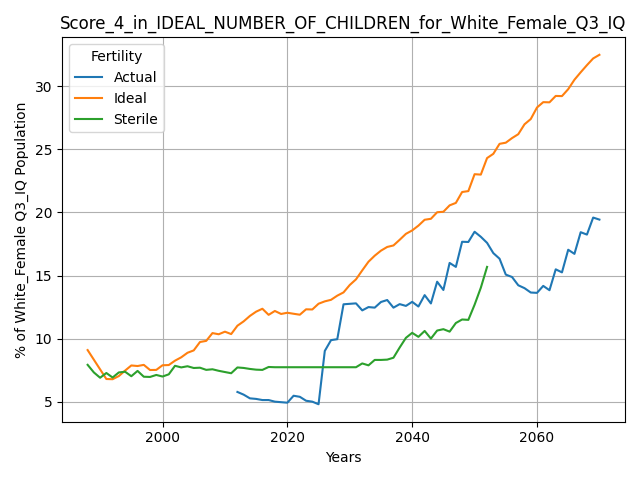 Score_4_in_IDEAL_NUMBER_OF_CHILDREN_for_White_Female_Q3_IQ
Fertility
Actual
Ideal
Sterile
% of White_Female Q3_IQ Population
30
25
20
15
10
5
2000
2020
2040
2060
Years